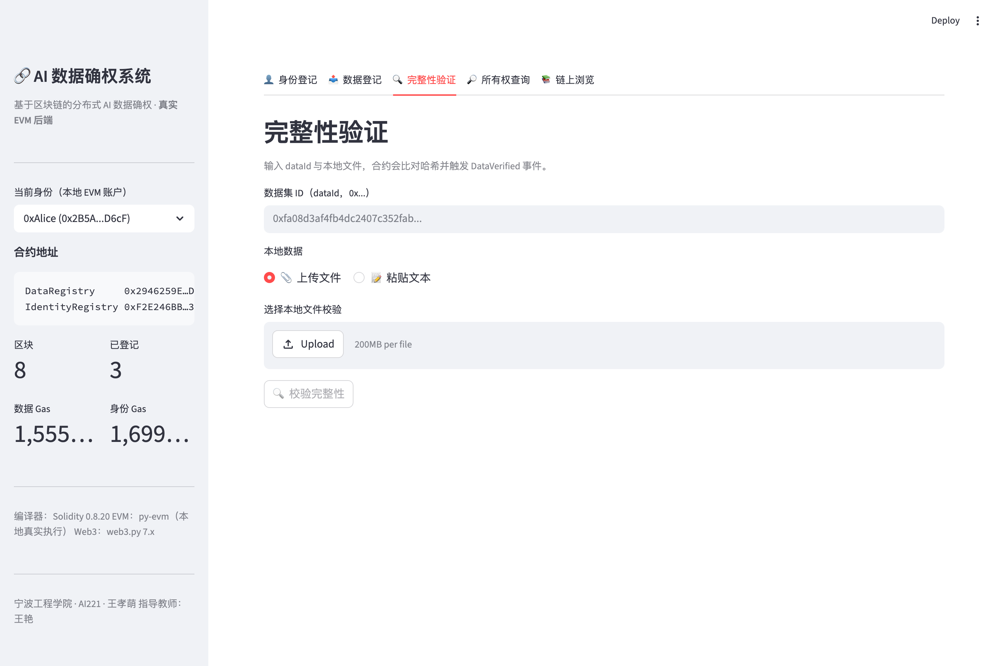 Deploy
🔗 AI 数据确权系统
基于区块链的分布式 AI 数据确权 · 真实
EVM 后端
当前身份（本地 EVM 账户）
0xAlice (0x2B5A...D6cF)
合约地址
DataRegistry 0x2946259E…D
IdentityRegistry 0xF2E246BB…3
区块
已登记
8
3
数据 Gas
身份 Gas
1,555…
1,699…
编译器：Solidity 0.8.20 EVM：py-evm（本
地真实执行） Web3：web3.py 7.x
宁波工程学院 · AI221 · 王孝萌 指导教师：
王艳
👤 身份登记 📤 数据登记 🔍 完整性验证 🔎 所有权查询 📚 链上浏览
完整性验证
输入 dataId 与本地文件，合约会比对哈希并触发 DataVerified 事件。
数据集 ID（dataId，0x...）
0xfa08d3af4fb4dc2407c352fab...
本地数据
📎 上传文件 📝 粘贴文本
选择本地文件校验
Upload 200MB per file
🔍 校验完整性